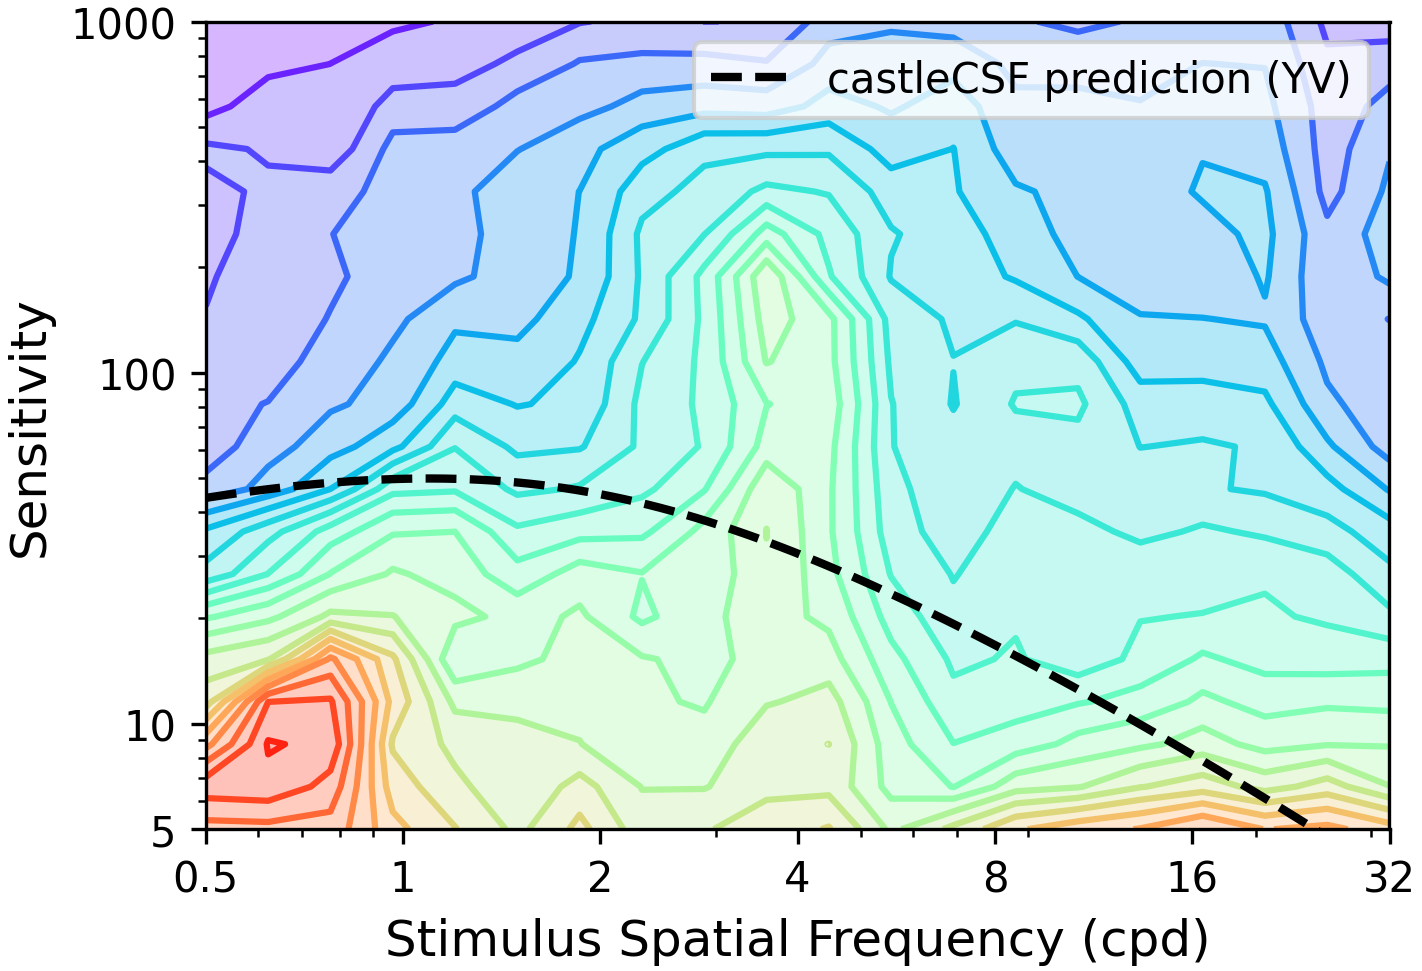 1000
castleCSF prediction (YV)
Sensitivity
100
10
5
0.5 1 2 4 8 16 32
Stimulus Spatial Frequency (cpd)